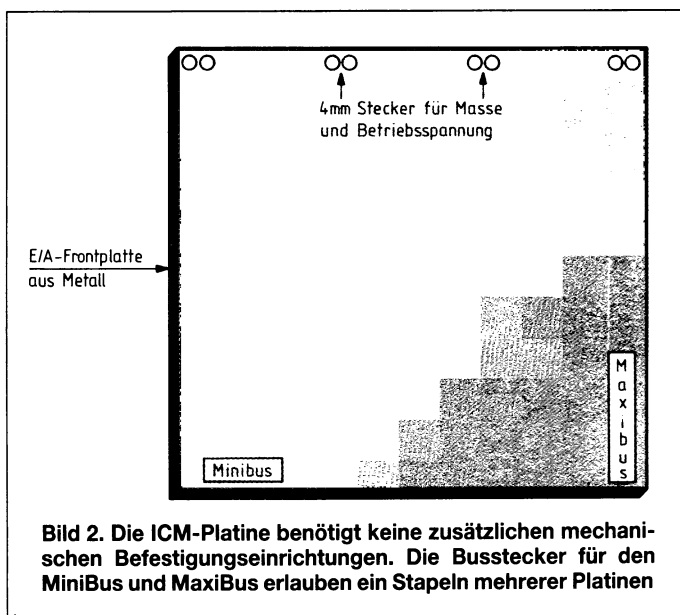 4mm Stecker für Masse
und Betriebsspannung
E/A-Frontplatte
aus Metall
Maxibus
Minibus
Bild 2. Die ICM-Platine benötigt keine zusätzlichen mechani-
schen Befestigungseinrichtungen. Die Busstecker für den
MiniBus und MaxiBus erlauben ein Stapeln mehrerer Platinen